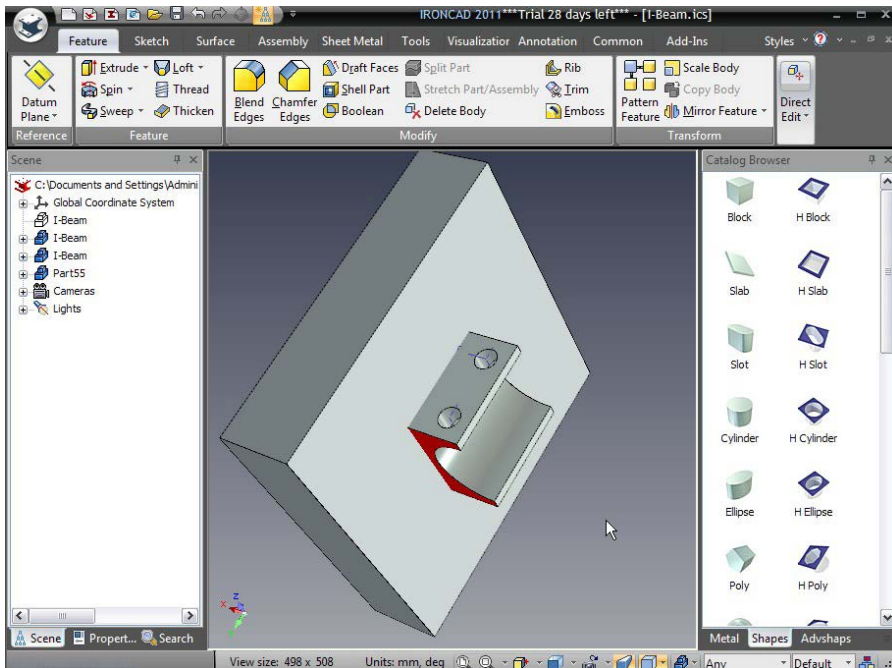 IRONCAD 2011***Trial 28 days left*** - [I-Beam.ics]
Feature Sketch Surface Assembly Sheet Metal Tools Visualization Annotation Common Add-Ins Styles
Extrude Loft Draft Faces Split Part Rib Scale Body
Spin Thread Shell Part Stretch Part/Assembly Trim Copy Body
Datum Plane Sweep Thicken Blend Edges Chamfer Edges Boolean Delete Body Emboss Pattern Feature Mirror Feature Direct Edit
Reference Feature Modify Transform
Scene Catalog Browser
C:\Documents and Settings\Admini
Global Coordinate System
I-Beam
I-Beam
I-Beam
Part55
Cameras
Lights
Block H Block
Slab H Slab
Slot H Slot
Cylinder H Cylinder
Ellipse H Ellipse
Poly H Poly
z
x
Y
Scene Propert... Search Metal Shapes Advshaps
View size: 498 x 508 Units: mm, deg Any Default